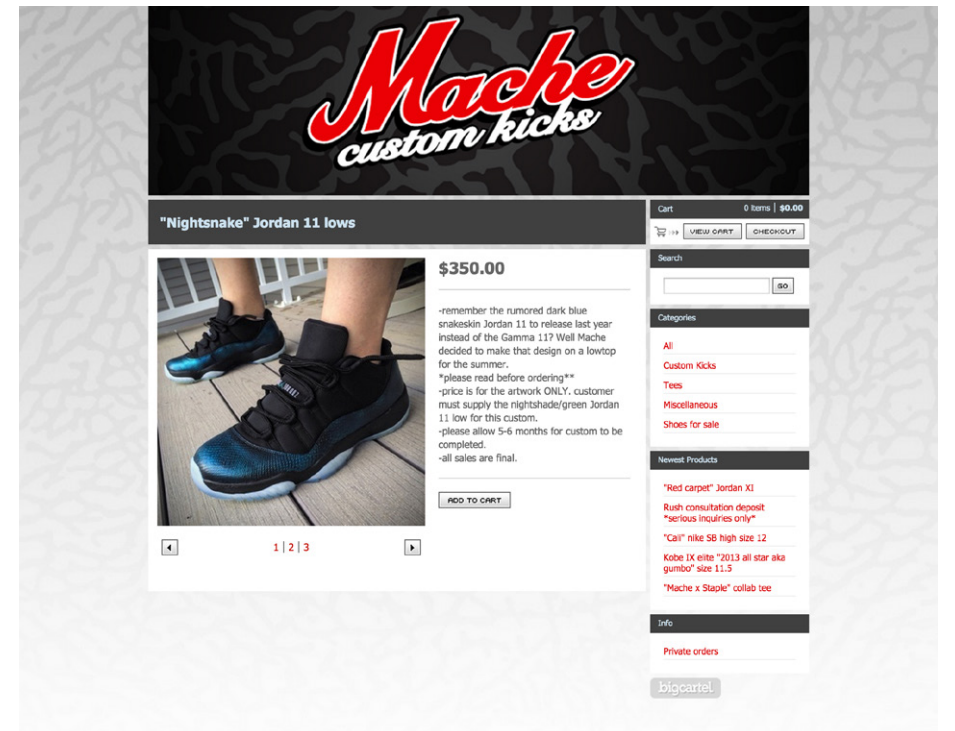 Mache
custom kicks
"Nightsnake" Jordan 11 lows
$350.00
-remember the rumored dark blue
snakeskin Jordan 11 to release last year
instead of the Gamma 11? Well Mache
decided to make that design on a lowtop
for the summer.
*please read before ordering**
-price is for the artwork ONLY. customer
must supply the nightshade/green Jordan
11 low for this custom.
-please allow 5-6 months for custom to be
completed.
-all sales are final.
ADD TO CART
1 | 2 | 3
Cart 0 items | $0.00
VIEW CART CHECKOUT
Search
GO
Categories
All
Custom Kicks
Tees
Miscellaneous
Shoes for sale
Newest Products
"Red carpet" Jordan XI
Rush consultation deposit
*serious inquiries only*
"Cali" nike SB high size 12
Kobe IX elite "2013 all star aka
gumbo" size 11.5
"Mache x Staple" collab tee
Info
Private orders
bigcartel